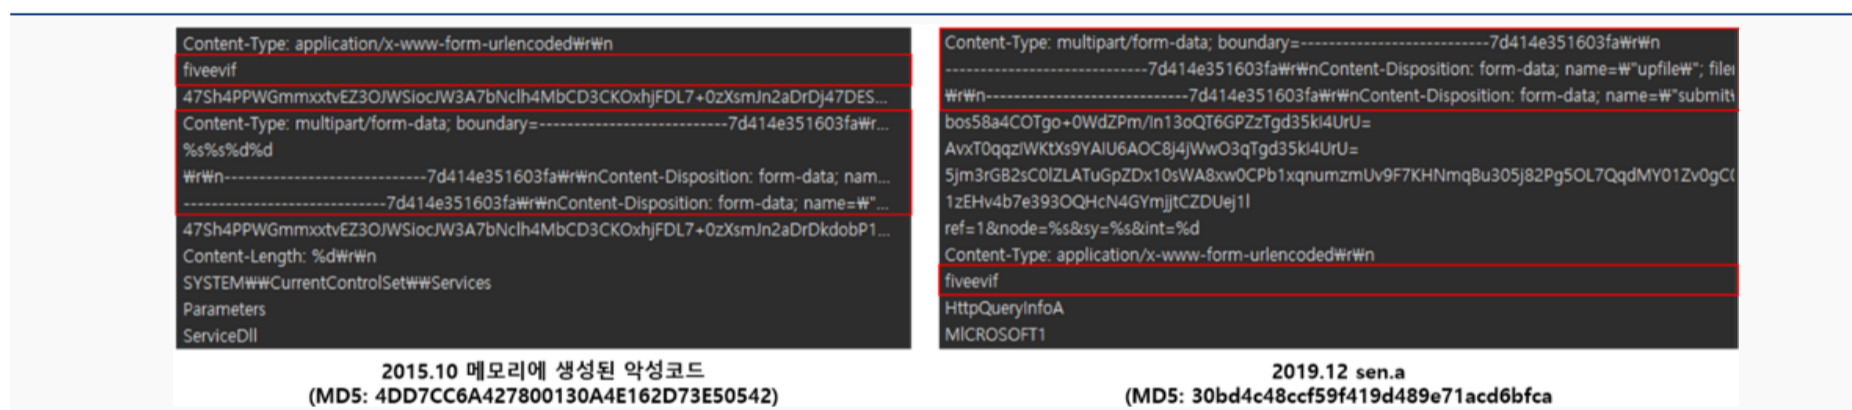 Content-Type: application/x-www-form-urlencoded₩r₩n
fiveevif
47Sh4PPWGmmxxtvEZ3OJWSiocJW3A7bNclh4MbCD3CKOxhjFDL7+0zXsmJn2aDrDj47DES...
Content-Type: multipart/form-data; boundary=---------------------------7d414e351603fa₩r...
%s%s%d%d
₩r₩n-----------------------------7d414e351603fa₩r₩nContent-Disposition: form-data; nam...
-----------------------------7d414e351603fa₩r₩nContent-Disposition: form-data; name=₩"...
47Sh4PPWGmmxxtvEZ3OJWSiocJW3A7bNclh4MbCD3CKOxhjFDL7+0zXsmJn2aDrDkdobP1...
Content-Length: %d₩r₩n
SYSTEM₩₩CurrentControlSet₩₩Services
Parameters
ServiceDll
2015.10 메모리에 생성된 악성코드
(MD5: 4DD7CC6A427800130A4E162D73E50542)
Content-Type: multipart/form-data; boundary=---------------------------7d414e351603fa₩r₩n
-----------------------------7d414e351603fa₩r₩nContent-Disposition: form-data; name=₩"upfile₩"; filer
₩r₩n-----------------------------7d414e351603fa₩r₩nContent-Disposition: form-data; name=₩"submit₩
bos58a4COTgo+0WdZPm/In13oQT6GPZzTgd35kI4UrU=
AvxT0qqzIWKtXs9YAIU6AOC8j4jWwO3qTgd35kI4UrU=
5jm3rGB2sC0lZLATuGpZDx10sWA8xw0CPb1xqnumzmUv9F7KHNmqBu305j82Pg5OL7QqdMY01Zv0gC(
1zEHv4b7e393OQHcN4GYmjjtCZDUej1l
ref=1&node=%s&sy=%s&int=%d
Content-Type: application/x-www-form-urlencoded₩r₩n
fiveevif
HttpQueryInfoA
MICROSOFT1
2019.12 sen.a
(MD5: 30bd4c48ccf59f419d489e71acd6bfca